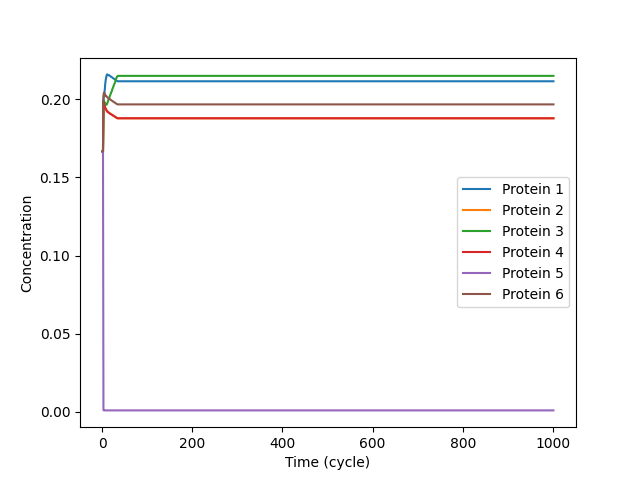 0.20
0.15
0.10
0.05
0.00
Concentration
0
200
400
600
800
1000
Time (cycle)
Protein 1
Protein 2
Protein 3
Protein 4
Protein 5
Protein 6